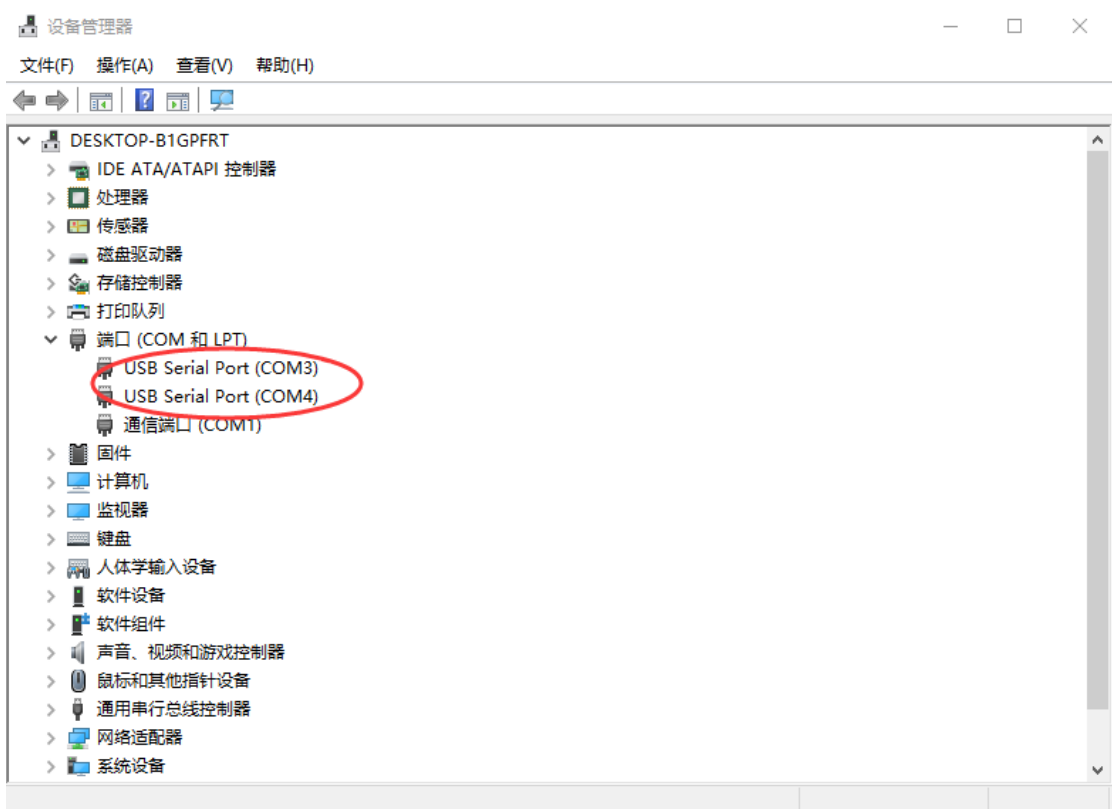 设备管理器
文件(F) 操作(A) 查看(V) 帮助(H)
DESKTOP-B1GPFRT
IDE ATA/ATAPI 控制器
处理器
传感器
磁盘驱动器
存储控制器
打印队列
端口 (COM 和 LPT)
USB Serial Port (COM3)
USB Serial Port (COM4)
通信端口 (COM1)
固件
计算机
监视器
键盘
人体学输入设备
软件设备
软件组件
声音、视频和游戏控制器
鼠标和其他指针设备
通用串行总线控制器
网络适配器
系统设备